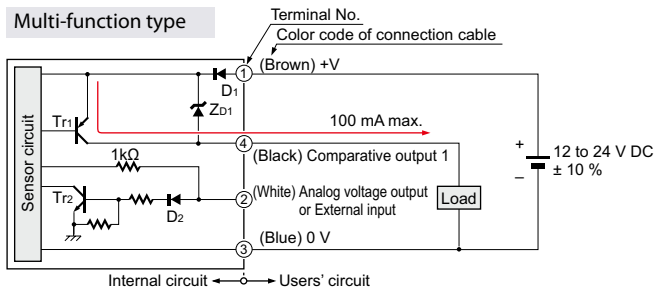 Multi-function type
Terminal No.
Color code of connection cable
1 (Brown) +V
D1
ZD1
Tr1
100 mA max.
4
(Black) Comparative output 1
Sensor circuit
1kΩ
+
12 to 24 V DC
–
± 10 %
Tr2
D2
2 (White) Analog voltage output
or External input
Load
3 (Blue) 0 V
Internal circuit
Users' circuit